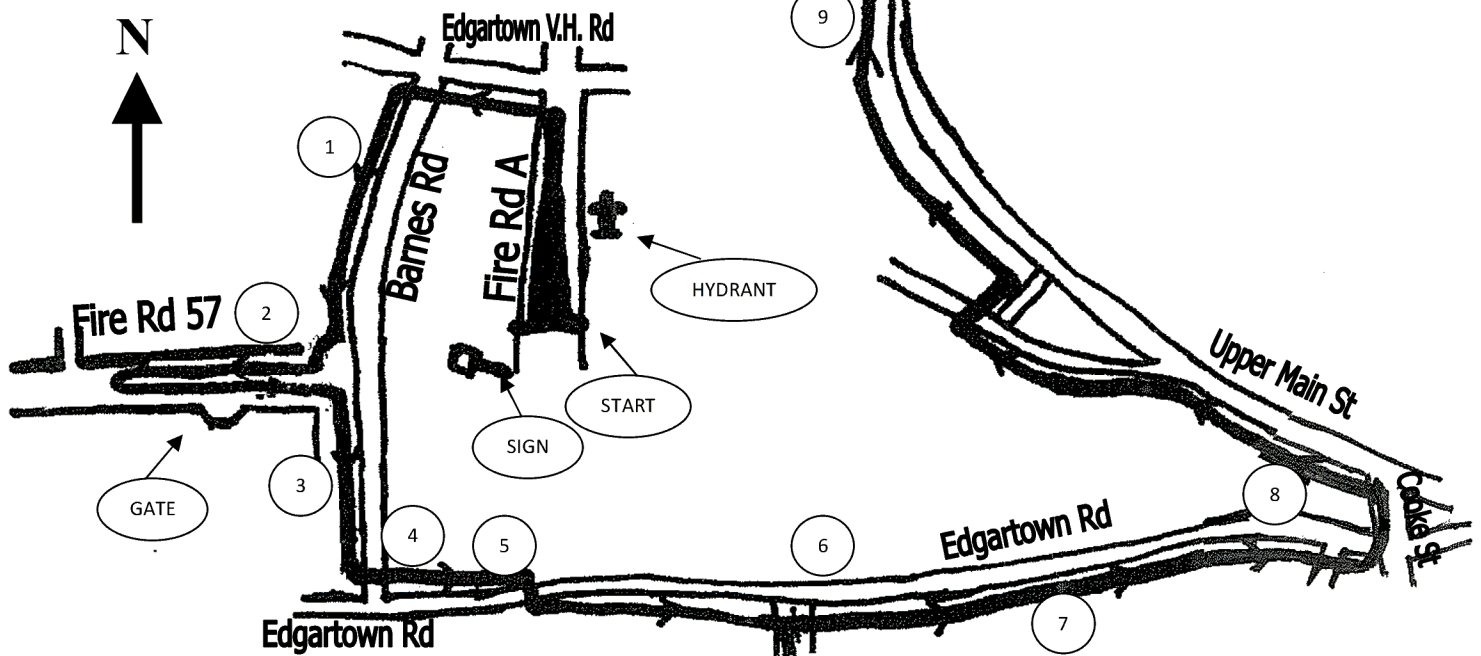 N
Edgartown V.H. Rd
9
1
Barnes Rd
Fire Rd A
HYDRANT
Fire Rd 57
2
START
SIGN
GATE
3
4
5
6
Edgartown Rd
7
8
Upper Main St
Cooke St
Edgartown Rd